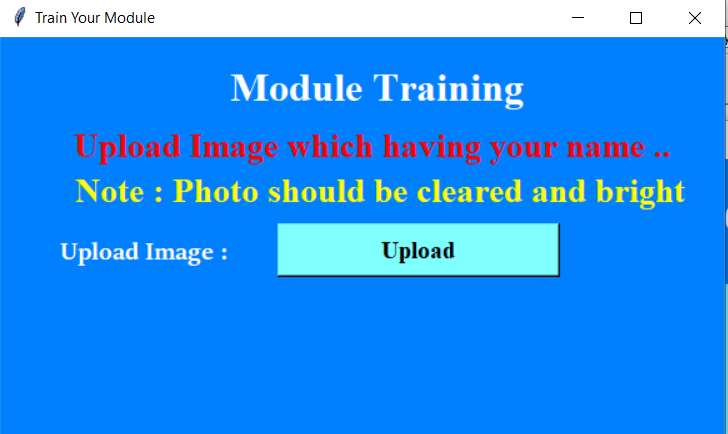 Train Your Module
Module Training
Upload Image which having your name ..
Note : Photo should be cleared and bright
Upload Image :
Upload